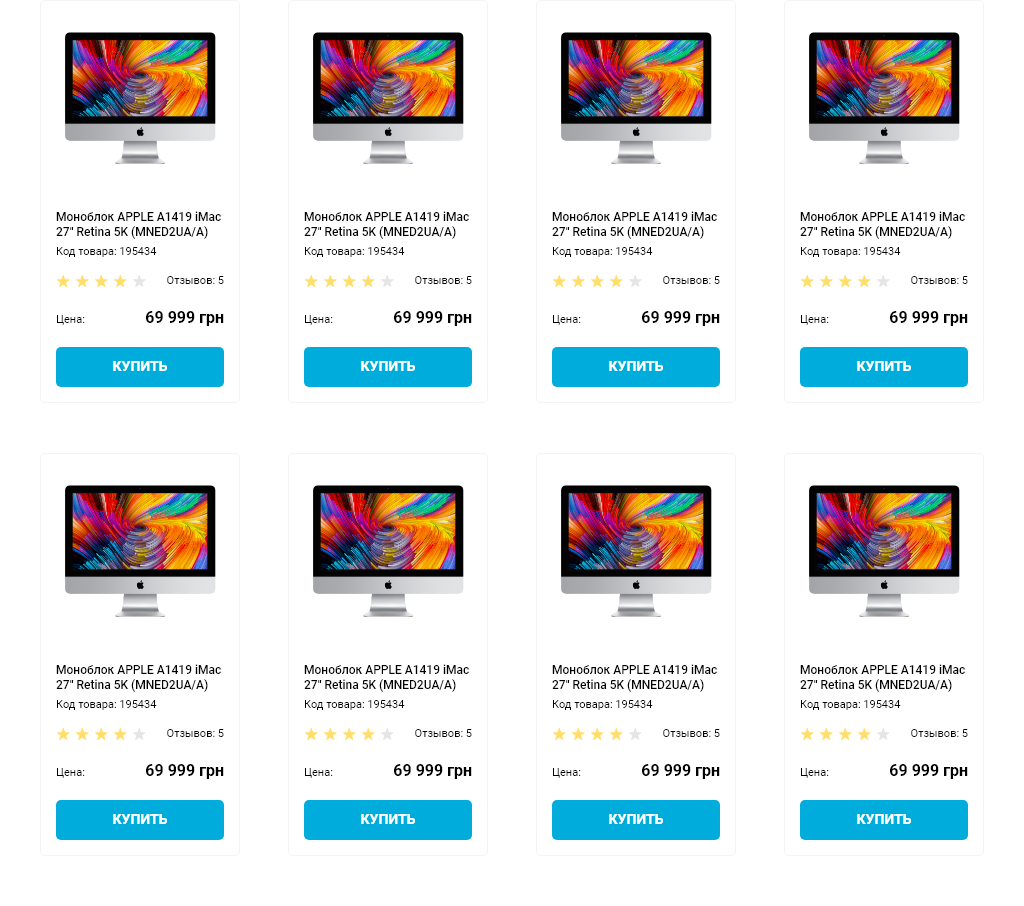 Моноблок APPLE A1419 iMac
27" Retina 5K (MNED2UA/A)
Код товара: 195434
Отзывов: 5
Цена: 69 999 грн
КУПИТЬ
Моноблок APPLE A1419 iMac
27" Retina 5K (MNED2UA/A)
Код товара: 195434
Отзывов: 5
Цена: 69 999 грн
КУПИТЬ
Моноблок APPLE A1419 iMac
27" Retina 5K (MNED2UA/A)
Код товара: 195434
Отзывов: 5
Цена: 69 999 грн
КУПИТЬ
Моноблок APPLE A1419 iMac
27" Retina 5K (MNED2UA/A)
Код товара: 195434
Отзывов: 5
Цена: 69 999 грн
КУПИТЬ
Моноблок APPLE A1419 iMac
27" Retina 5K (MNED2UA/A)
Код товара: 195434
Отзывов: 5
Цена: 69 999 грн
КУПИТЬ
Моноблок APPLE A1419 iMac
27" Retina 5K (MNED2UA/A)
Код товара: 195434
Отзывов: 5
Цена: 69 999 грн
КУПИТЬ
Моноблок APPLE A1419 iMac
27" Retina 5K (MNED2UA/A)
Код товара: 195434
Отзывов: 5
Цена: 69 999 грн
КУПИТЬ
Моноблок APPLE A1419 iMac
27" Retina 5K (MNED2UA/A)
Код товара: 195434
Отзывов: 5
Цена: 69 999 грн
КУПИТЬ